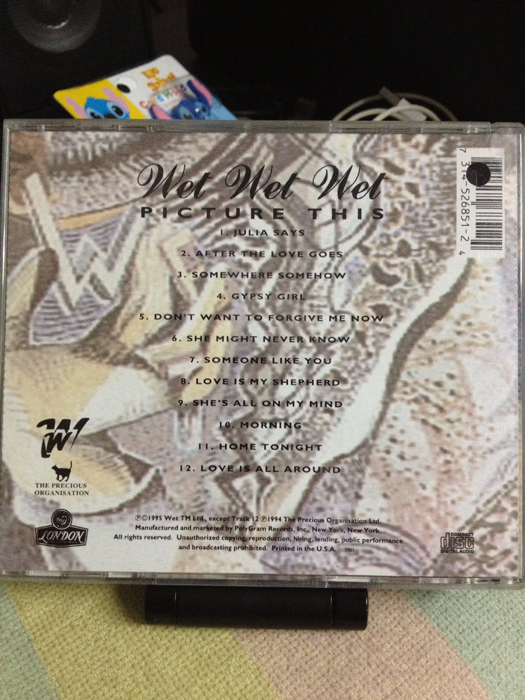 Wet Wet Wet
PICTURE THIS
1. JULIA SAYS
2. AFTER THE LOVE GOES
3. SOMEWHERE SOMEHOW
4. GYPSY GIRL
5. DON'T WANT TO FORGIVE ME NOW
6. SHE MIGHT NEVER KNOW
7. SOMEONE LIKE YOU
8. LOVE IS MY SHEPHERD
9. SHE'S ALL ON MY MIND
10. MORNING
11. HOME TONIGHT
12. LOVE IS ALL AROUND
7 314-526851-2 4
W
THE PRECIOUS
ORGANISATION
LONDON
℗©1995 Wet TM Ltd., except Track 12 ℗1994 The Precious Organisation Ltd.
Manufactured and marketed by PolyGram Records, Inc., New York, New York.
All rights reserved. Unauthorized copying, reproduction, hiring, lending, public performance
and broadcasting prohibited. Printed in the U.S.A.
COMPACT
disc
DIGITAL AUDIO